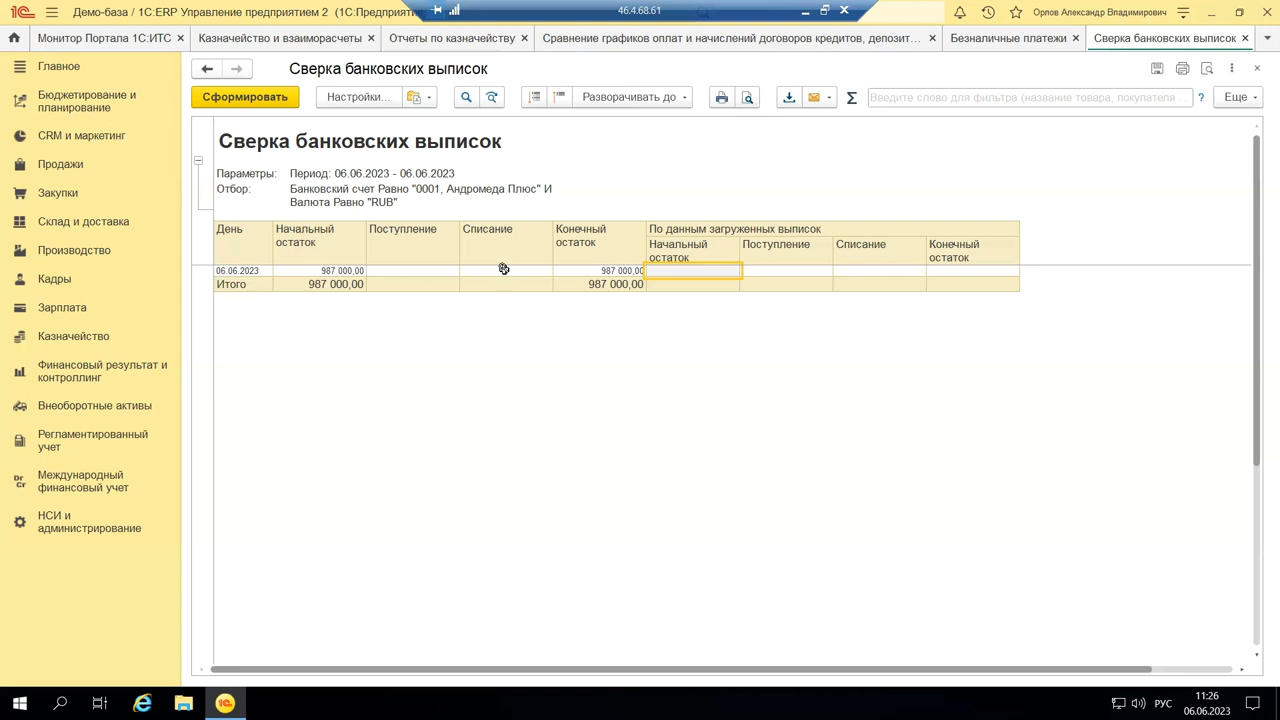 Демо-база / 1С:ERP Управление предприятием 2 (1С:Предприятие
46.4.68.61
Орлов Александр Владимирович
Монитор Портала 1С:ИТС
Казначейство и взаиморасчеты
Отчеты по казначейству
Сравнение графиков оплат и начислений договоров кредитов, депозит...
Безналичные платежи
Сверка банковских выписок
Главное
Бюджетирование и
планирование
CRM и маркетинг
Продажи
Закупки
Склад и доставка
Производство
Кадры
Зарплата
Казначейство
Финансовый результат и
контроллинг
Внеоборотные активы
Регламентированный
учет
Международный
финансовый учет
НСИ и
администрирование
Сверка банковских выписок
Сформировать
Настройки...
Разворачивать до
Σ
Введите слово для фильтра (название товара, покупателя
?
Еще
Сверка банковских выписок
Параметры: Период: 06.06.2023 - 06.06.2023
Отбор: Банковский счет Равно "0001, Андромеда Плюс" И
Валюта Равно "RUB"
День Начальный остаток Поступление Списание Конечный остаток По данным загруженных выписок
Начальный остаток Поступление Списание Конечный остаток
06.06.2023 987 000,00 987 000,00
Итого 987 000,00 987 000,00
РУС
11:26
06.06.2023